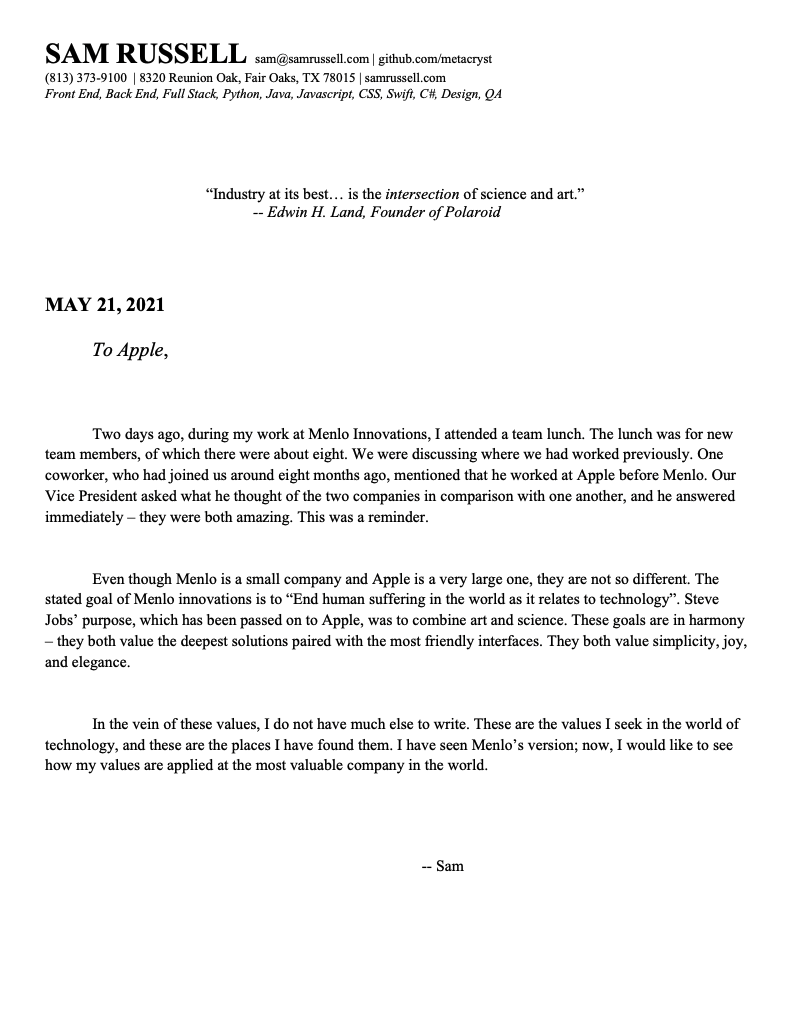 SAM RUSSELL sam@samrussell.com | github.com/metacryst
(813) 373-9100 | 8320 Reunion Oak, Fair Oaks, TX 78015 | samrussell.com
Front End, Back End, Full Stack, Python, Java, Javascript, CSS, Swift, C#, Design, QA
“Industry at its best… is the intersection of science and art.”
-- Edwin H. Land, Founder of Polaroid
MAY 21, 2021
To Apple,
Two days ago, during my work at Menlo Innovations, I attended a team lunch. The lunch was for new
team members, of which there were about eight. We were discussing where we had worked previously. One
coworker, who had joined us around eight months ago, mentioned that he worked at Apple before Menlo. Our
Vice President asked what he thought of the two companies in comparison with one another, and he answered
immediately – they were both amazing. This was a reminder.
Even though Menlo is a small company and Apple is a very large one, they are not so different. The
stated goal of Menlo innovations is to “End human suffering in the world as it relates to technology”. Steve
Jobs’ purpose, which has been passed on to Apple, was to combine art and science. These goals are in harmony
– they both value the deepest solutions paired with the most friendly interfaces. They both value simplicity, joy,
and elegance.
In the vein of these values, I do not have much else to write. These are the values I seek in the world of
technology, and these are the places I have found them. I have seen Menlo’s version; now, I would like to see
how my values are applied at the most valuable company in the world.
-- Sam